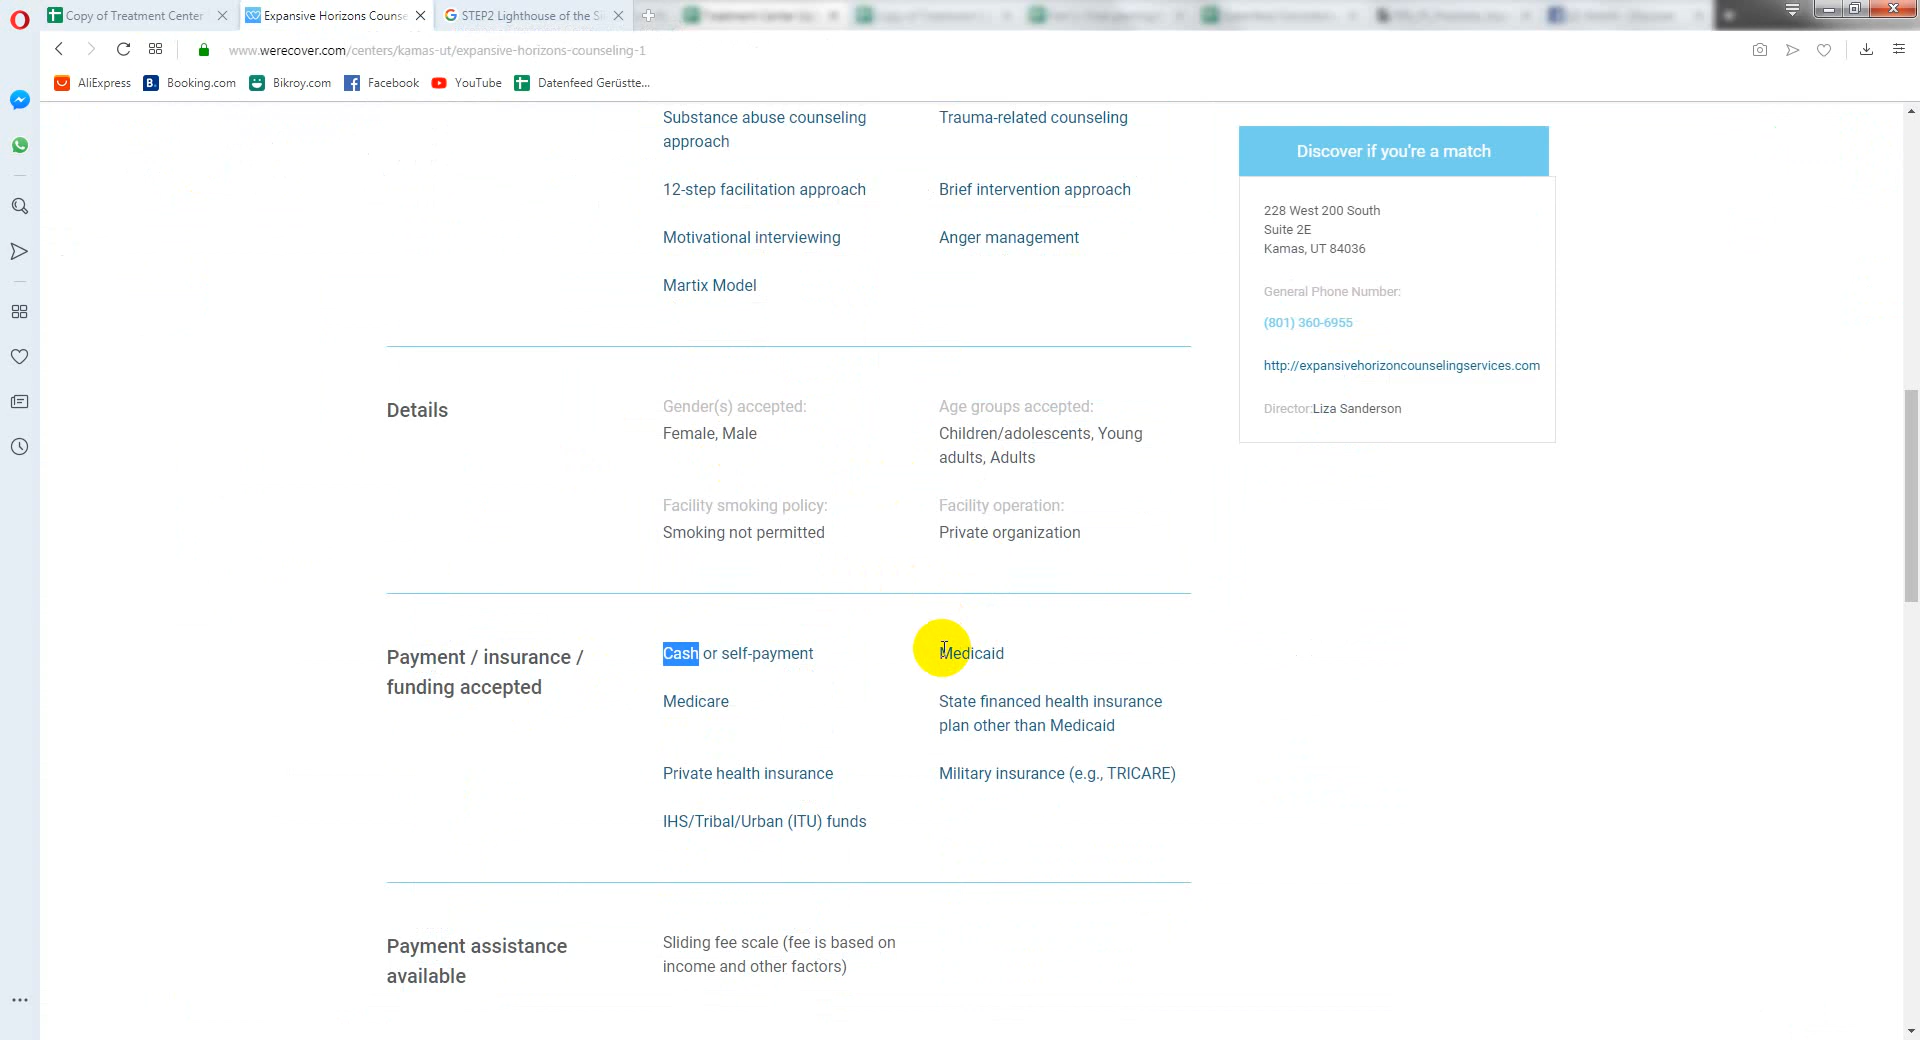 Copy of Treatment Center
Expansive Horizons Counse
STEP2 Lighthouse of the S
www.werecover.com/centers/kamas-ut/expansive-horizons-counseling-1
AliExpress
Booking.com
Bikroy.com
Facebook
YouTube
Datenfeed Gerüstte...
Substance abuse counseling
approach
Trauma-related counseling
12-step facilitation approach
Brief intervention approach
Motivational interviewing
Anger management
Martix Model
Discover if you're a match
228 West 200 South
Suite 2E
Kamas, UT 84036
General Phone Number:
(801) 360-6955
http://expansivehorizoncounselingservices.com
Director:Liza Sanderson
Details
Gender(s) accepted:
Female, Male
Age groups accepted:
Children/adolescents, Young
adults, Adults
Facility smoking policy:
Smoking not permitted
Facility operation:
Private organization
Payment / insurance /
funding accepted
Cash or self-payment
Medicaid
Medicare
State financed health insurance
plan other than Medicaid
Private health insurance
Military insurance (e.g., TRICARE)
IHS/Tribal/Urban (ITU) funds
Payment assistance
available
Sliding fee scale (fee is based on
income and other factors)